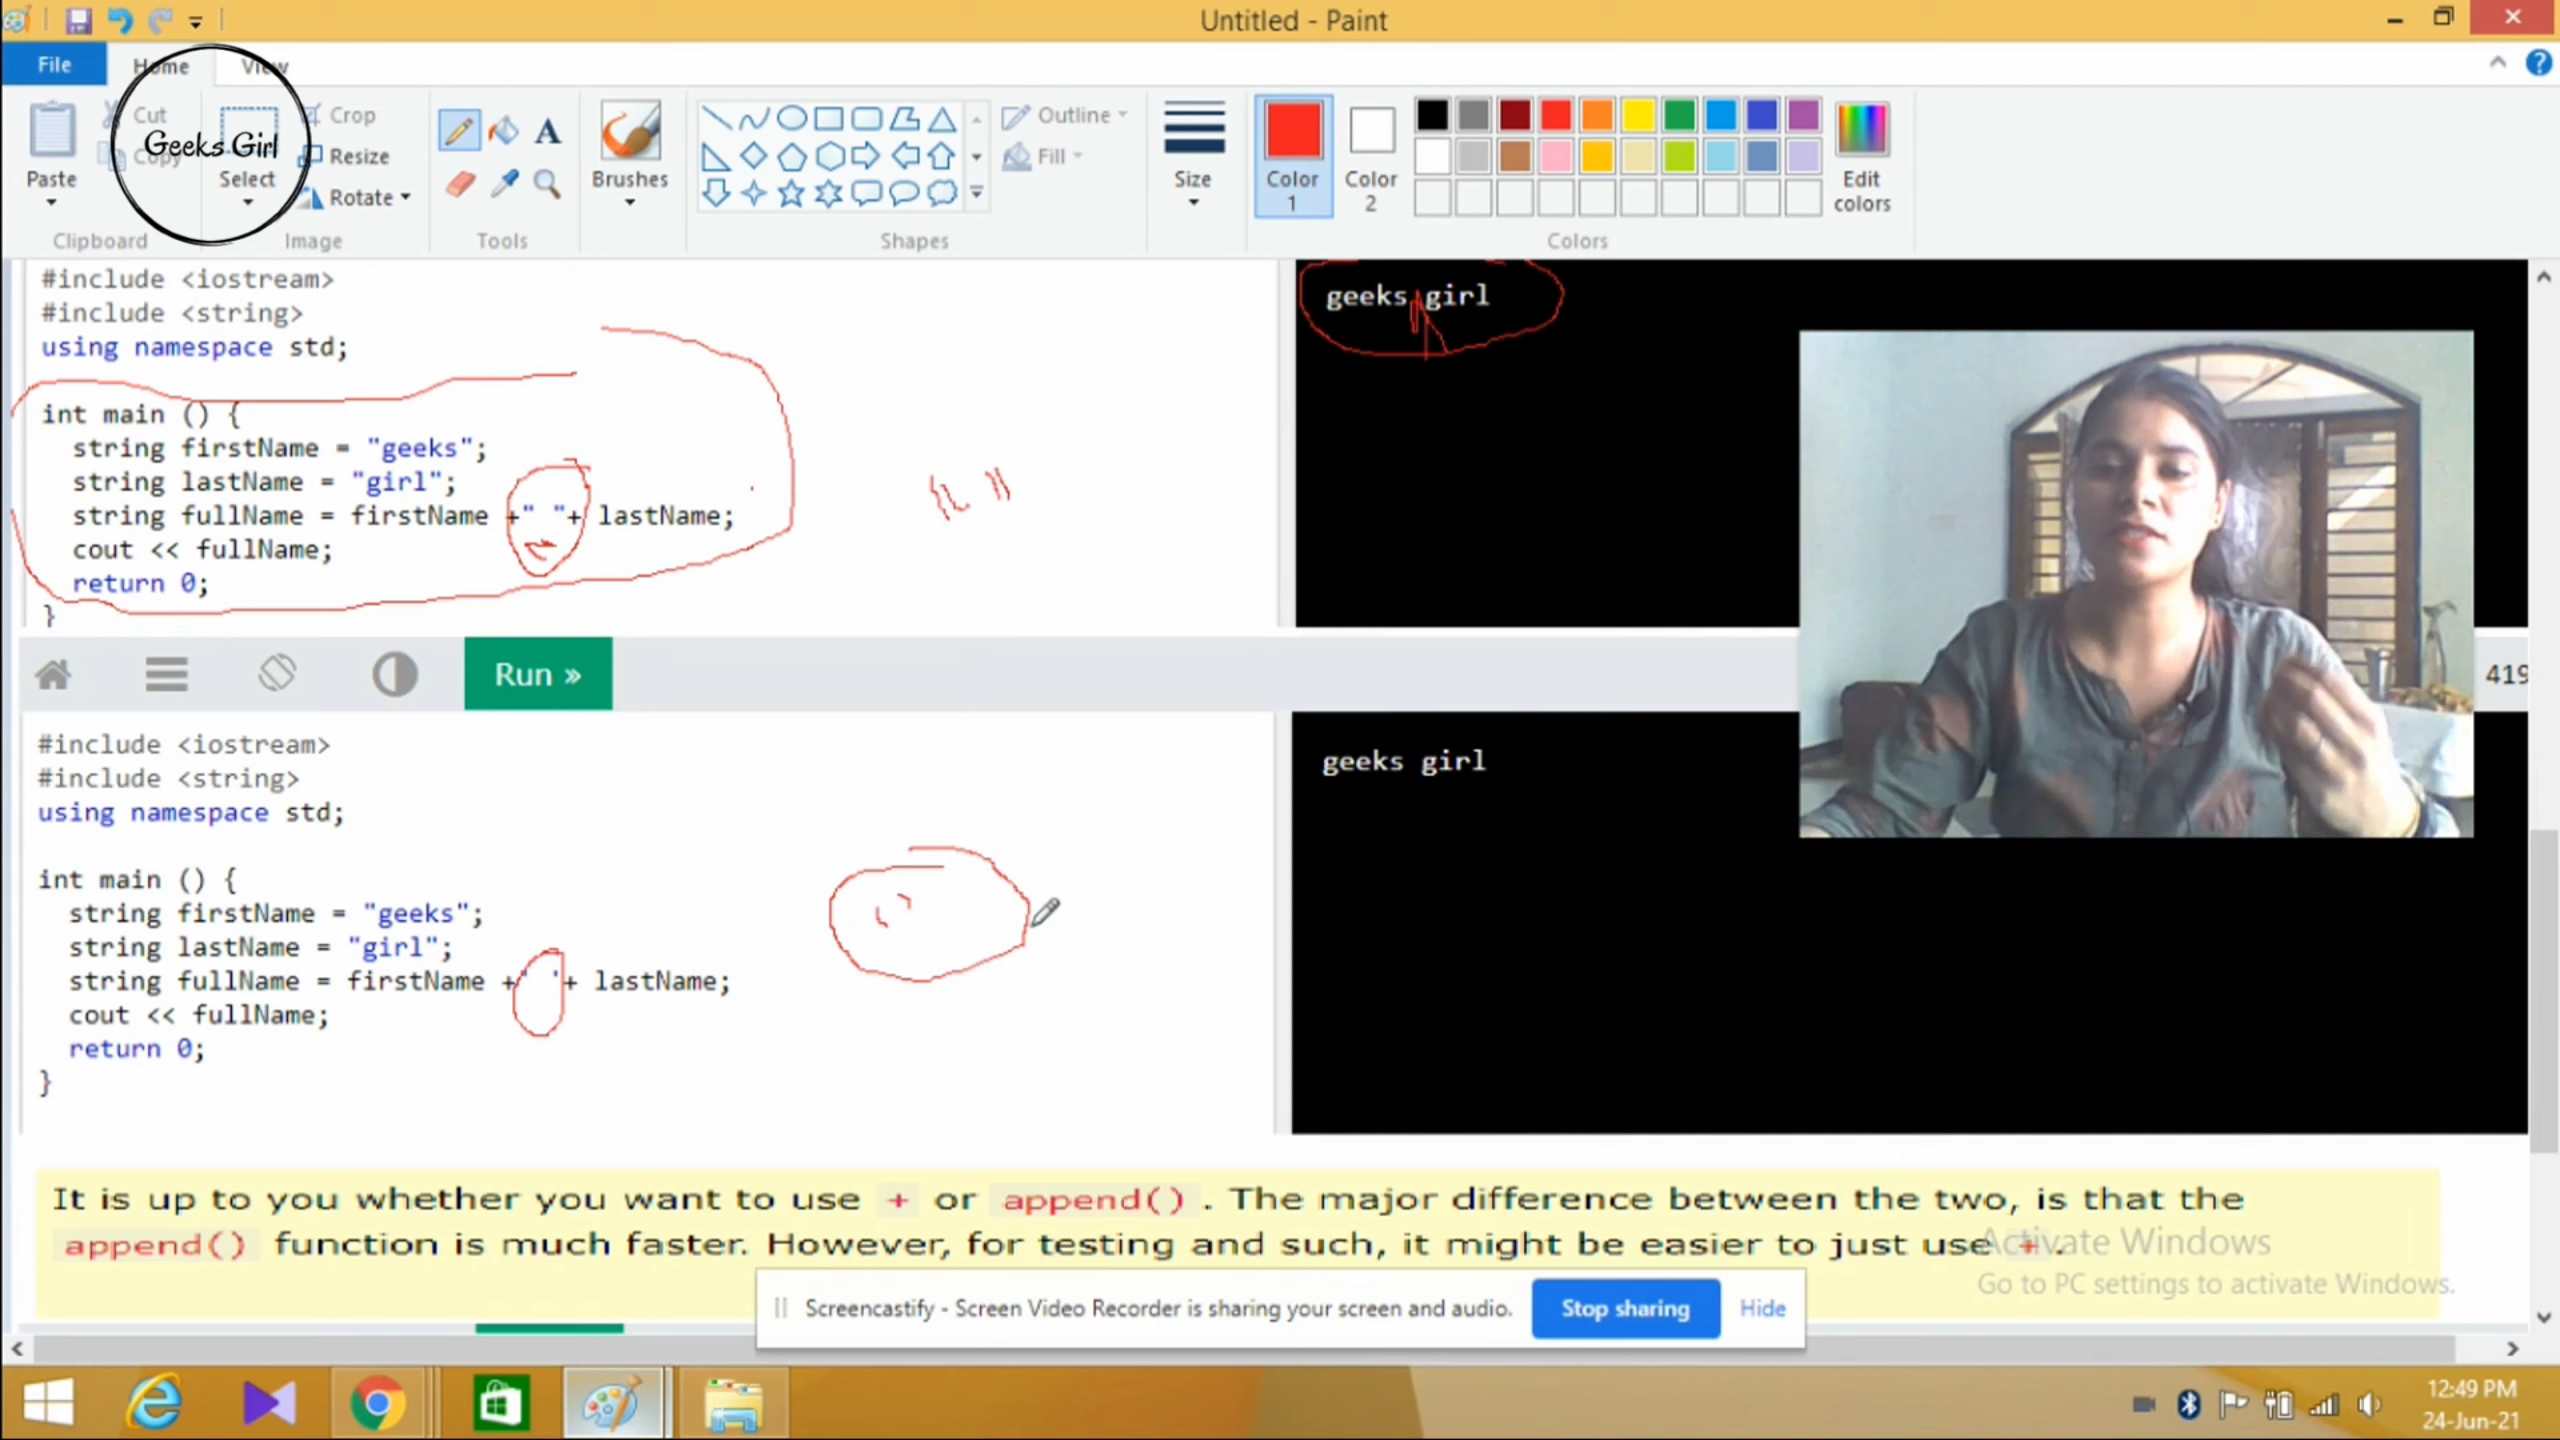 Untitled - Paint
File
Home
View
Geeks Girl
Paste
Cut
Copy
Select
Crop
Resize
Rotate
Brushes
Outline
Fill
Size
Color 1
Color 2
Edit colors
Clipboard
Image
Tools
Shapes
Colors
#include <iostream>
#include <string>
using namespace std;
int main () {
string firstName = "geeks";
string lastName = "girl";
string fullName = firstName +" "+ lastName;
cout << fullName;
return 0;
}
geeks girl
" "
Run »
419
#include <iostream>
#include <string>
using namespace std;
int main () {
string firstName = "geeks";
string lastName = "girl";
string fullName = firstName +' '+ lastName;
cout << fullName;
return 0;
}
geeks girl
' '
It is up to you whether you want to use + or append(). The major difference between the two, is that the
append() function is much faster. However, for testing and such, it might be easier to just use + .
Activate Windows
Go to PC settings to activate Windows.
Screencastify - Screen Video Recorder is sharing your screen and audio.
Stop sharing
Hide
12:49 PM
24-Jun-21